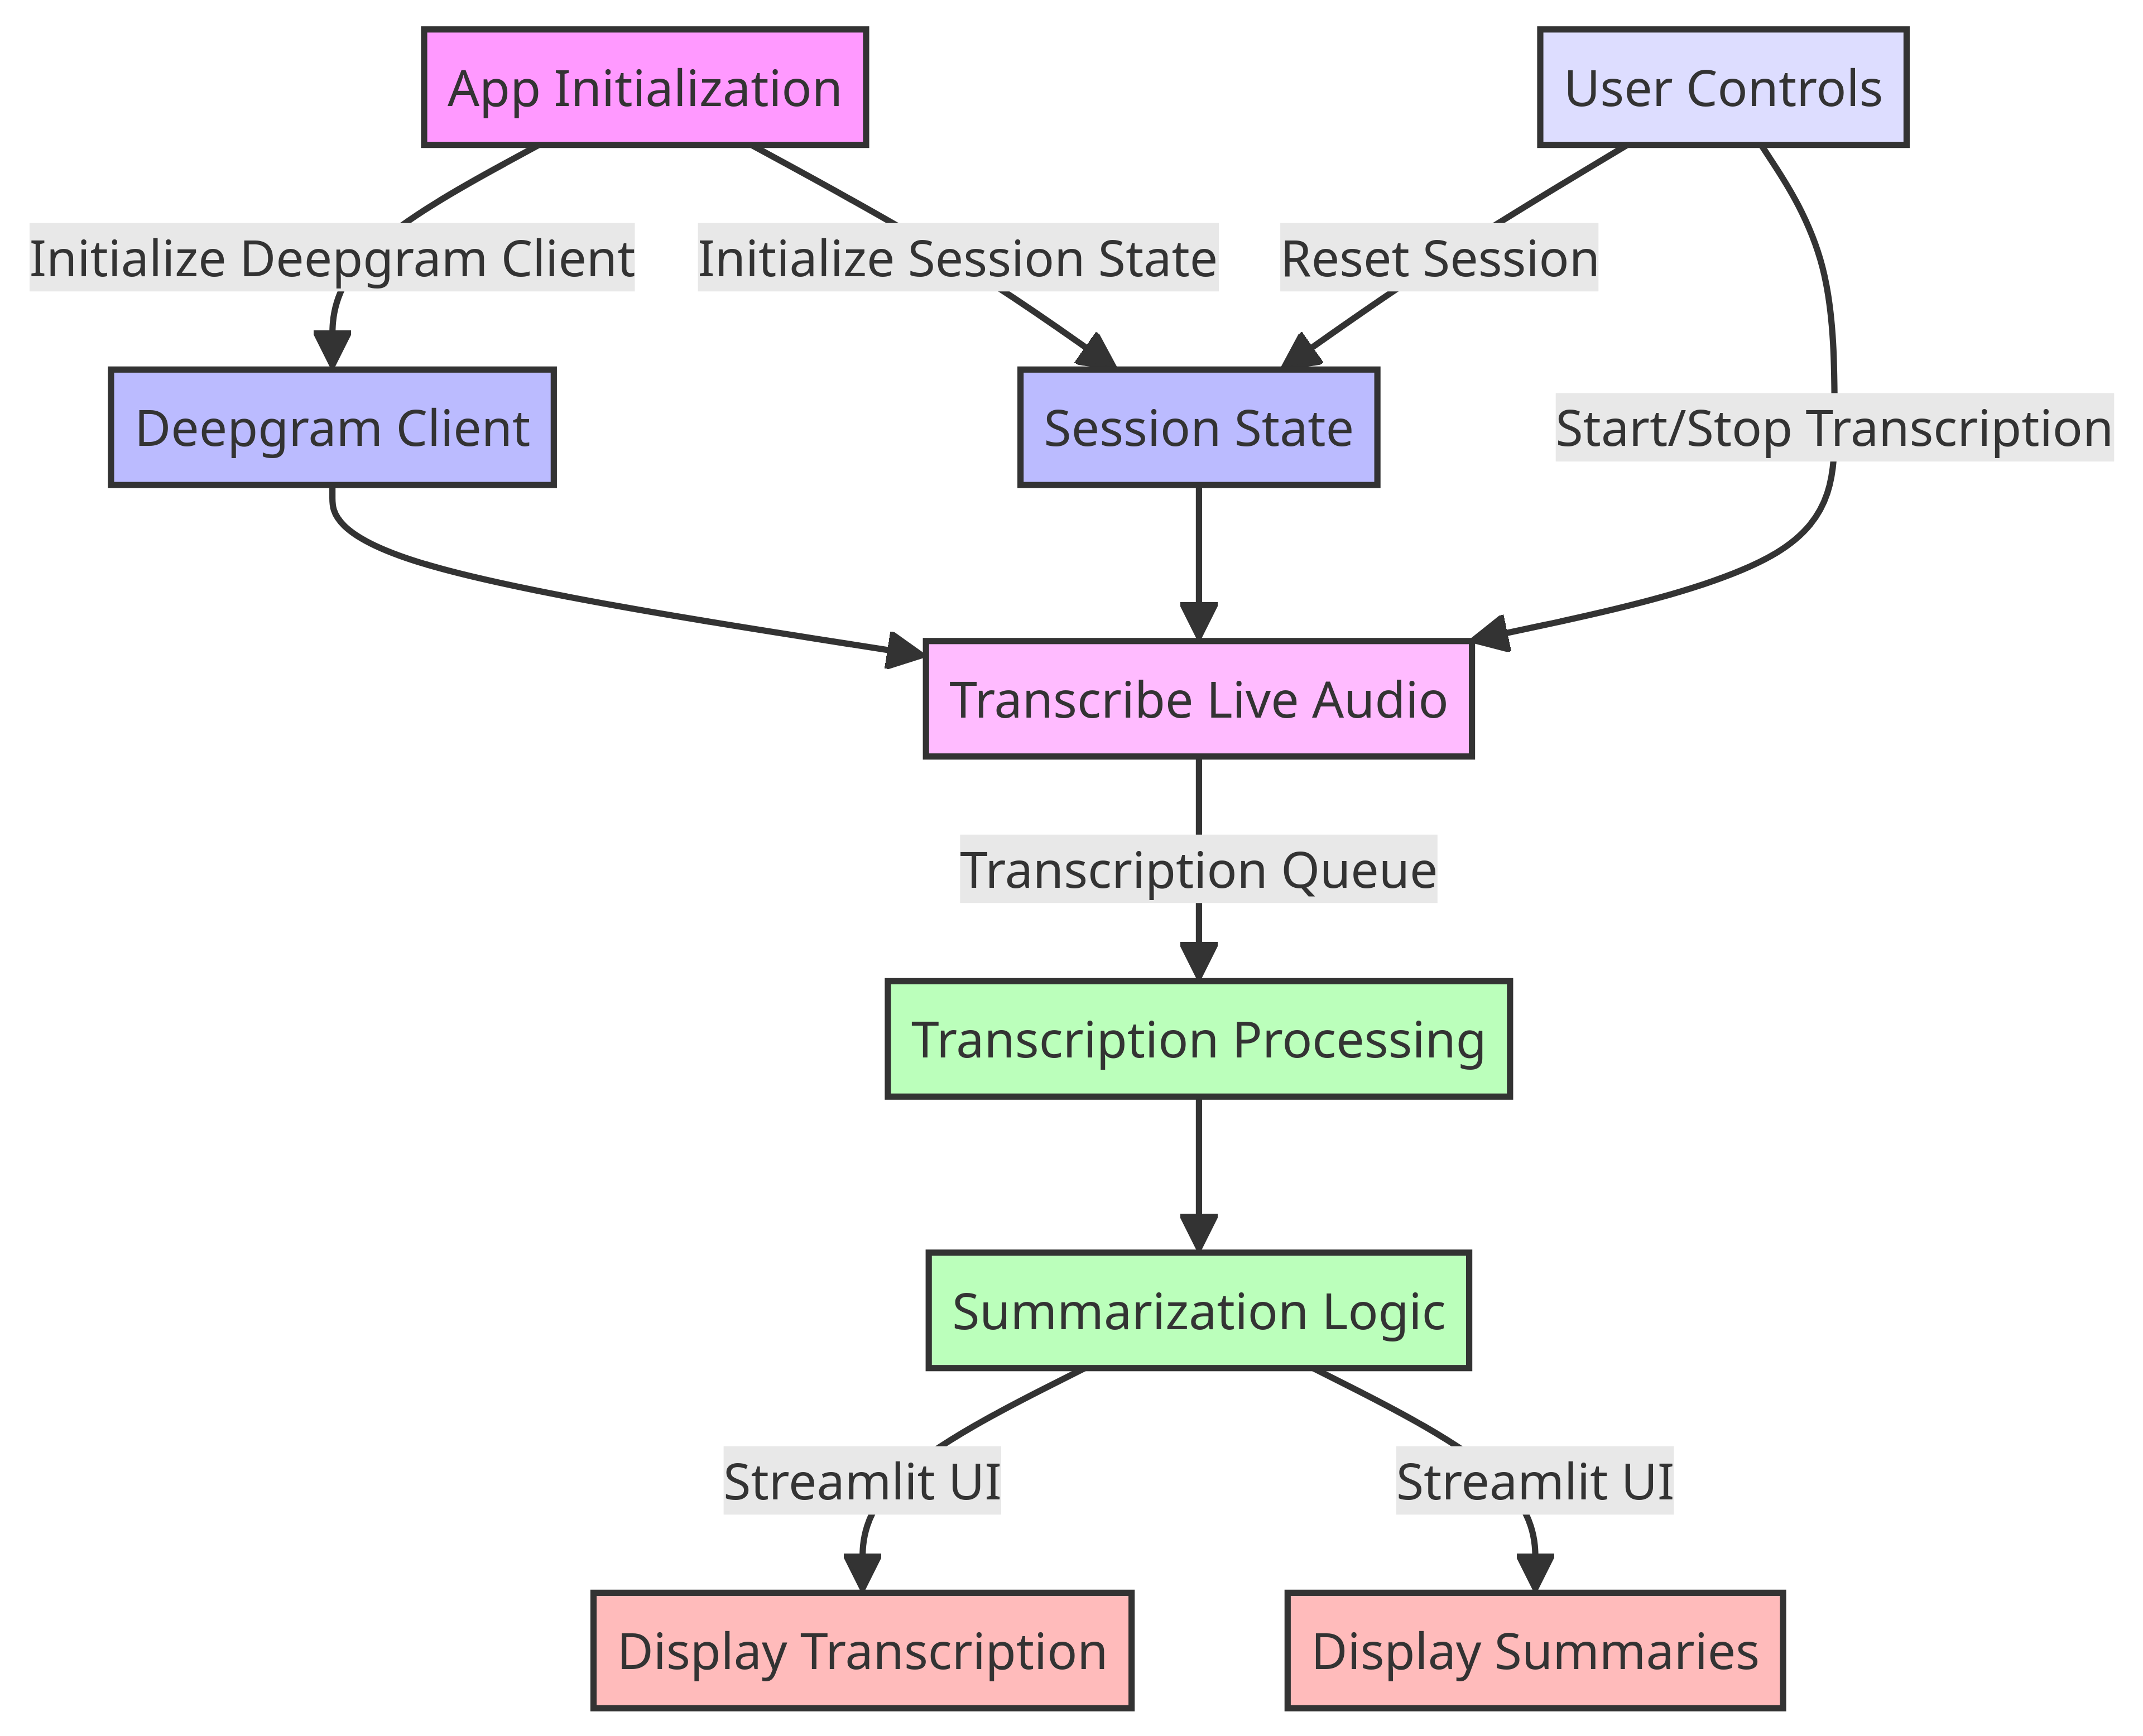 App Initialization
User Controls
Initialize Deepgram Client
Initialize Session State
Reset Session
Deepgram Client
Session State
Start/Stop Transcription
Transcribe Live Audio
Transcription Queue
Transcription Processing
Summarization Logic
Streamlit UI
Streamlit UI
Display Transcription
Display Summaries